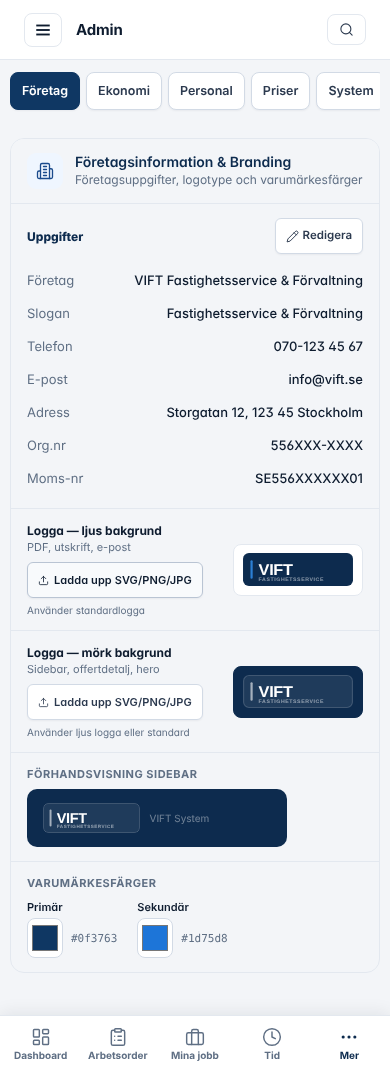 Admin
Företag Ekonomi Personal Priser System
Företagsinformation & Branding
Företagsuppgifter, logotype och varumärkesfärger
Uppgifter Redigera
Företag VIFT Fastighetsservice & Förvaltning
Slogan Fastighetsservice & Förvaltning
Telefon 070-123 45 67
E-post info@vift.se
Adress Storgatan 12, 123 45 Stockholm
Org.nr 556XXX-XXXX
Moms-nr SE556XXXXXX01
Logga — ljus bakgrund
PDF, utskrift, e-post
Ladda upp SVG/PNG/JPG
Använder standardlogga
VIFT
FASTIGHETSSERVICE
Logga — mörk bakgrund
Sidebar, offertdetalj, hero
Ladda upp SVG/PNG/JPG
Använder ljus logga eller standard
VIFT
FASTIGHETSSERVICE
FÖRHANDSVISNING SIDEBAR
VIFT
FASTIGHETSSERVICE
VIFT System
VARUMÄRKESFÄRGER
Primär Sekundär
#0f3763 #1d75d8
Dashboard Arbetsorder Mina jobb Tid Mer